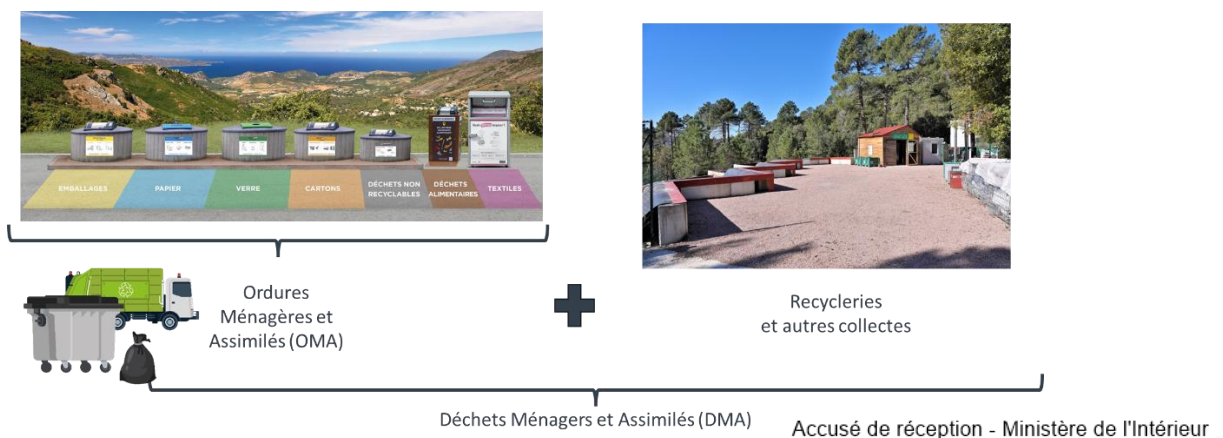 EMBALLAGES
PAPIER
VERRE
CARTONS
DÉCHETS NON
RECYCLABLES
DÉCHETS
ALIMENTAIRES
TEXTILES
Ordures
Ménagères et
Assimilés (OMA)
Recycleries
et autres collectes
Déchets Ménagers et Assimilés (DMA)
Accusé de réception - Ministère de l'Intérieur